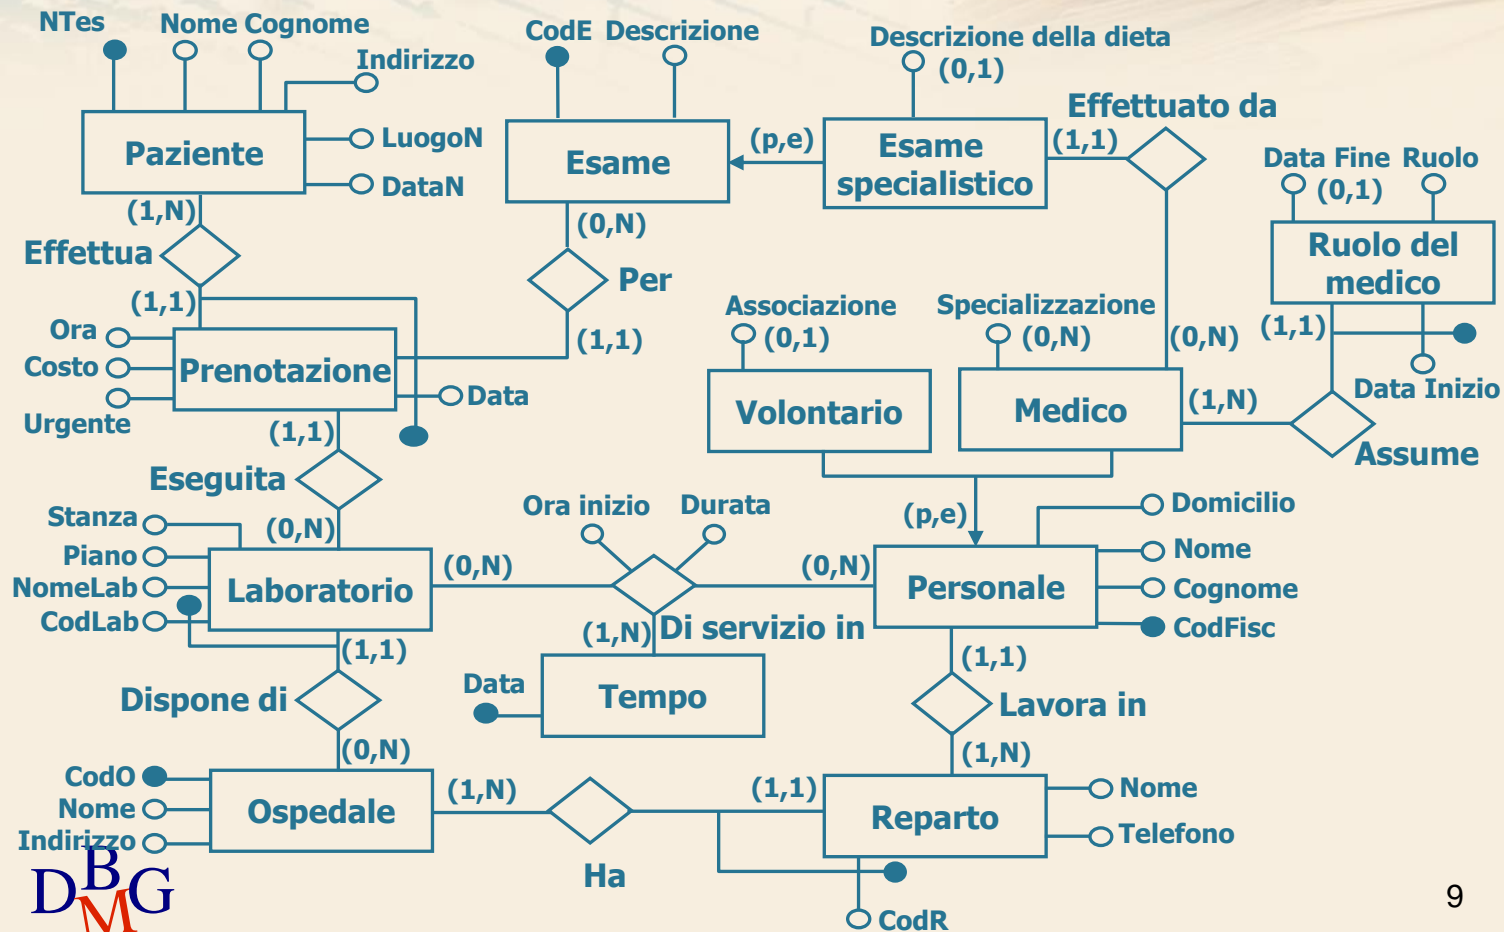 NTes
Nome Cognome
Indirizzo
Paziente
LuogoN
DataN
(1,N)
Effettua
(1,1)
CodE Descrizione
Esame
(0,N)
Per
(1,1)
(p,e)
Descrizione della dieta
(0,1)
Esame
specialistico
(1,1)
Effettuato da
(0,N)
Data Fine Ruolo
(0,1)
Ruolo del
medico
(1,1)
Data Inizio
Assume
(1,N)
Ora
Costo
Urgente
Prenotazione
Data
(1,1)
Eseguita
(0,N)
Associazione
(0,1)
Volontario
Specializzazione
(0,N)
Medico
(p,e)
Stanza
Piano
NomeLab
CodLab
Laboratorio
(0,N)
Ora inizio Durata
(0,N)
Di servizio in
(1,N)
Data
Tempo
Personale
Domicilio
Nome
Cognome
CodFisc
(1,1)
Lavora in
(1,N)
(1,1)
Dispone di
(0,N)
CodO
Nome
Indirizzo
Ospedale
(1,N)
Ha
(1,1)
Reparto
Nome
Telefono
CodR
DBMG
9